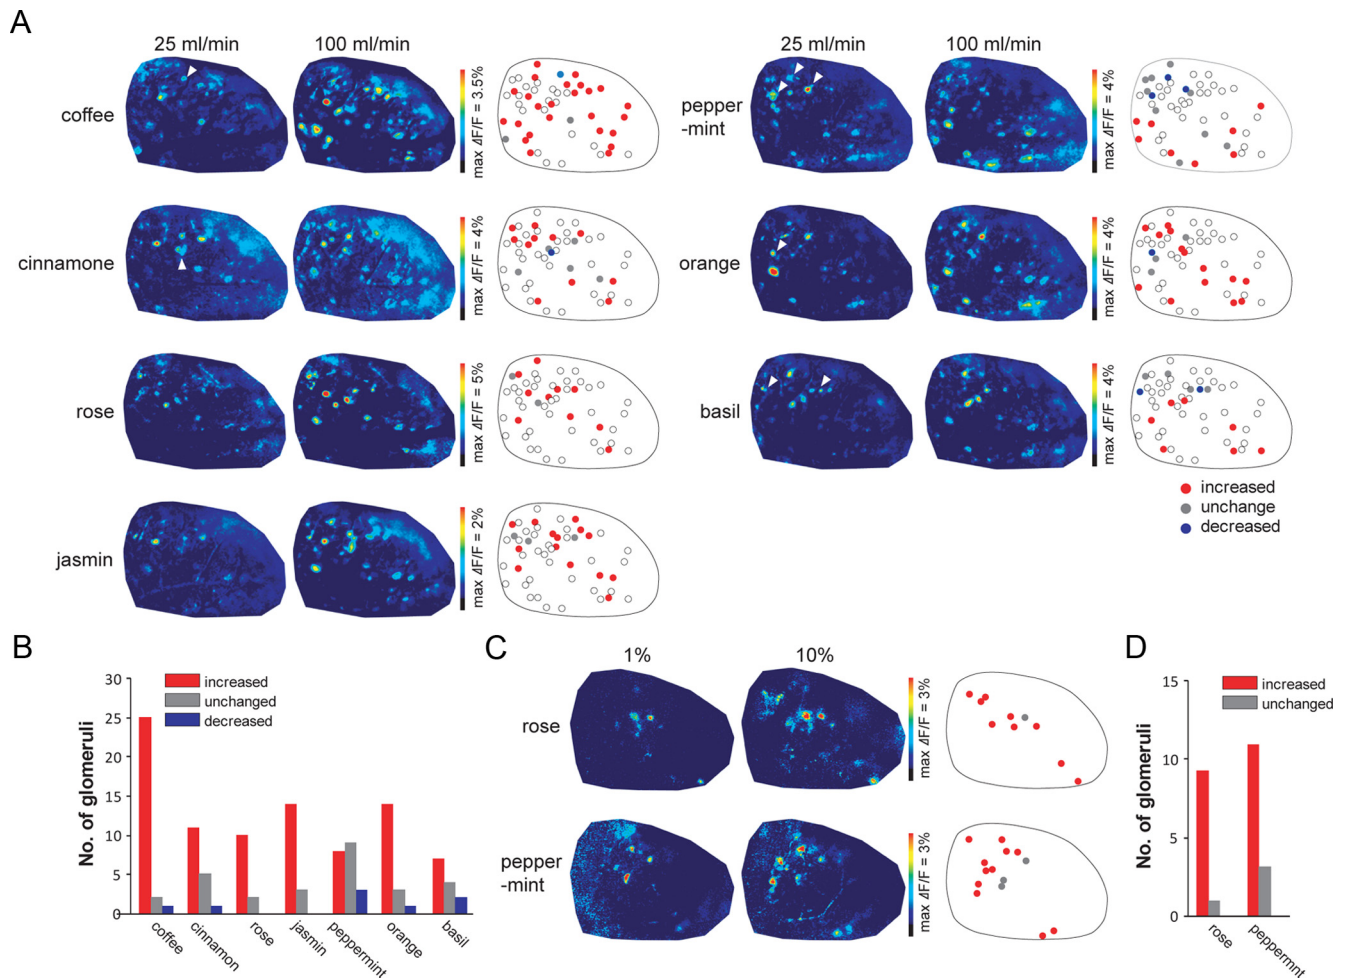 A
25 ml/min
100 ml/min
coffee
max ΔF/F = 3.5%
cinnamone
max ΔF/F = 4%
rose
max ΔF/F = 5%
jasmin
max ΔF/F = 2%
25 ml/min
100 ml/min
pepper
-mint
max ΔF/F = 4%
orange
max ΔF/F = 4%
basil
max ΔF/F = 4%
increased
unchange
decreased
B
No. of glomeruli
30
25
20
15
10
5
0
increased
unchanged
decreased
coffee
cinnamon
rose
jasmin
peppermint
orange
basil
C
1%
10%
rose
max ΔF/F = 3%
pepper
-mint
max ΔF/F = 3%
D
No. of glomeruli
15
10
5
0
increased
unchanged
rose
peppermnt